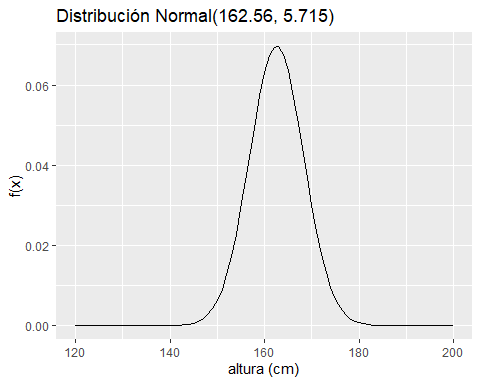 Distribución Normal(162.56, 5.715)
f(x)
0.06
0.04
0.02
0.00
120 140 160 180 200
altura (cm)